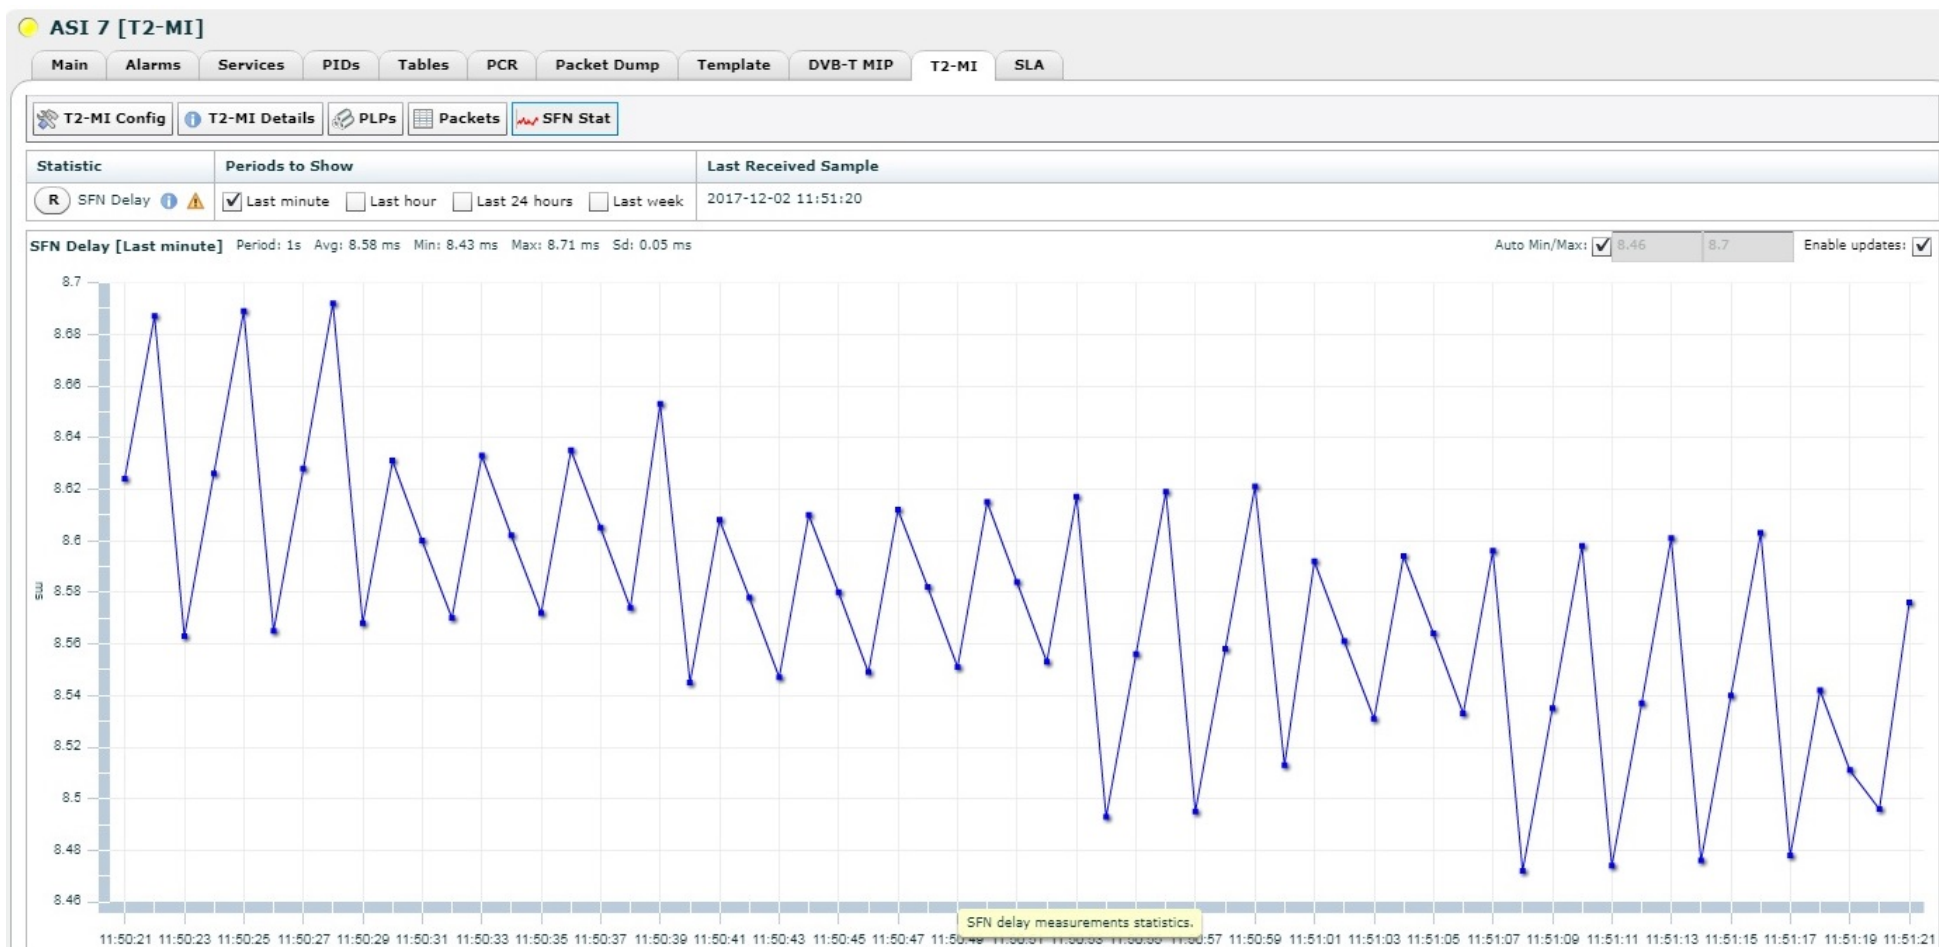 ASI 7 [T2-MI]
Main Alarms Services PIDs Tables PCR Packet Dump Template DVB-T MIP T2-MI SLA
T2-MI Config T2-MI Details PLPs Packets SFN Stat
Statistic Periods to Show Last Received Sample
R SFN Delay Last minute Last hour Last 24 hours Last week 2017-12-02 11:51:20
SFN Delay [Last minute] Period: 1s Avg: 8.58 ms Min: 8.43 ms Max: 8.71 ms Sd: 0.05 ms Auto Min/Max: 8.46 8.7 Enable updates:
8.7
8.68
8.66
8.64
8.62
8.6
8.58
ms
8.56
8.54
8.52
8.5
8.48
8.46
SFN delay measurements statistics.
11:50:21 11:50:23 11:50:25 11:50:27 11:50:29 11:50:31 11:50:33 11:50:35 11:50:37 11:50:39 11:50:41 11:50:43 11:50:45 11:50:47 :57 11:50:59 11:51:01 11:51:03 11:51:05 11:51:07 11:51:09 11:51:11 11:51:13 11:51:15 11:51:17 11:51:19 11:51:21